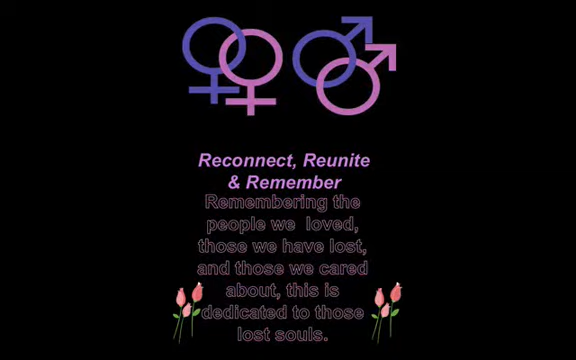 Reconnect, Reunite
& Remember
Remembering the
people we loved,
those we have lost,
and those we cared
about, this is
dedicated to those
lost souls.